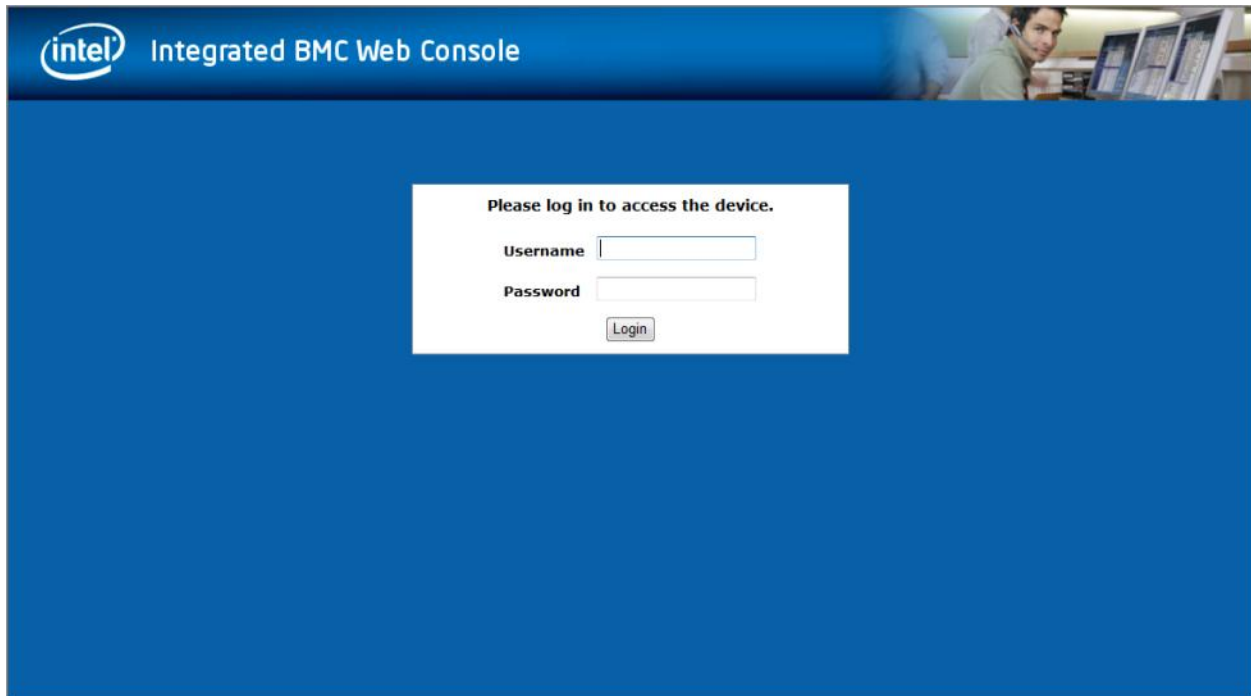 intel Integrated BMC Web Console
Please log in to access the device.
Username
Password
Login